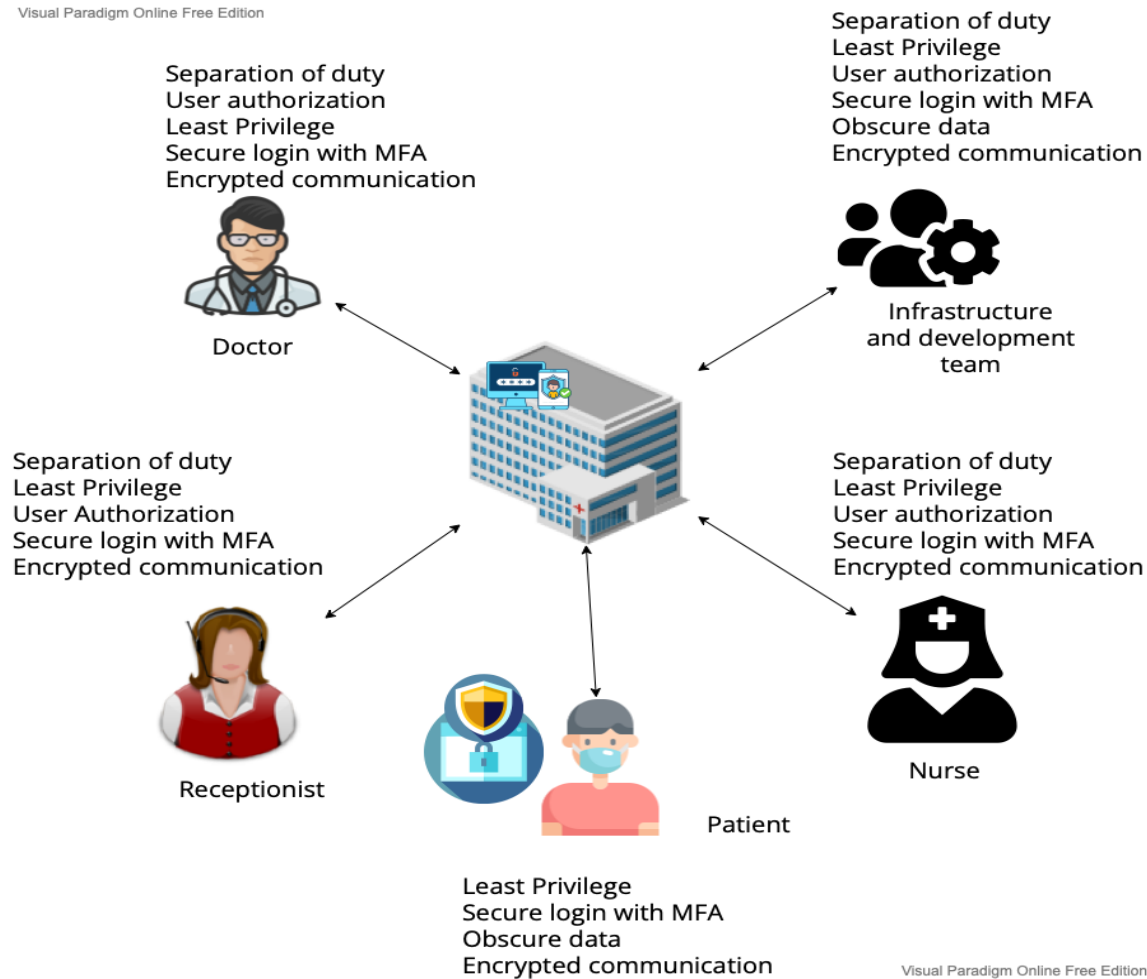 Visual Paradigm Online Free Edition
Separation of duty
User authorization
Least Privilege
Secure login with MFA
Encrypted communication
Doctor
Separation of duty
Least Privilege
User authorization
Secure login with MFA
Obscure data
Encrypted communication
Infrastructure
and development
team
Separation of duty
Least Privilege
User Authorization
Secure login with MFA
Encrypted communication
Receptionist
Separation of duty
Least Privilege
User authorization
Secure login with MFA
Encrypted communication
Nurse
Patient
Least Privilege
Secure login with MFA
Obscure data
Encrypted communication
Visual Paradigm Online Free Edition